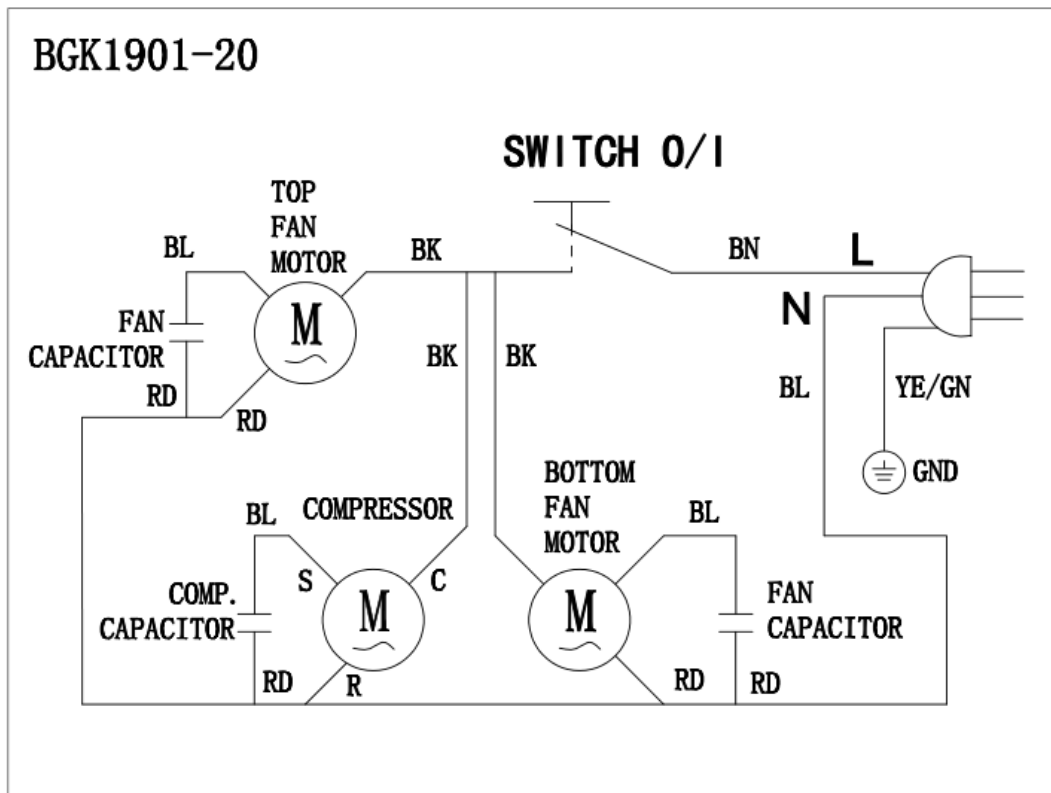 BGK1901-20
SWITCH O/I
TOP
FAN
MOTOR
BL
BK
BN
L
N
M
FAN
CAPACITOR
RD
RD
BK
BK
BL
YE/GN
GND
BOTTOM
FAN
MOTOR
COMPRESSOR
BL
BL
S
C
M
M
COMP.
CAPACITOR
FAN
CAPACITOR
RD
R
RD
RD